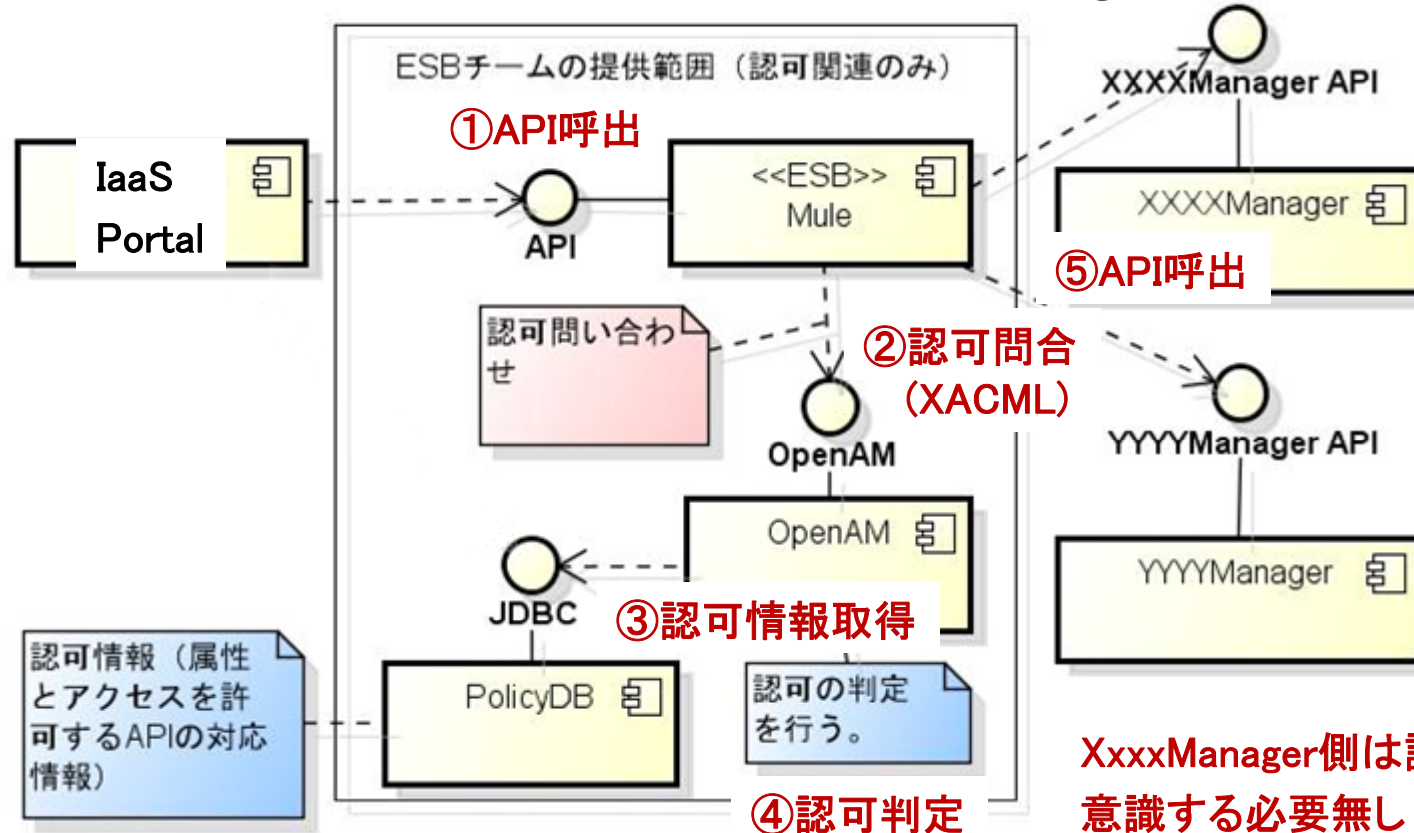 ESBチームの提供範囲（認可関連のみ）
①API呼出
IaaS
Portal
API
<<ESB>>
Mule
XXXXManager API
XXXXManager
⑤API呼出
認可問い合わ
せ
②認可問合
(XACML)
OpenAM
YYYYManager API
OpenAM
YYYYManager
JDBC
③認可情報取得
認可情報（属性
とアクセスを許
可するAPIの対応
情報）
PolicyDB
認可の判定
を行う。
④認可判定
XxxxManager側は
意識する必要無し